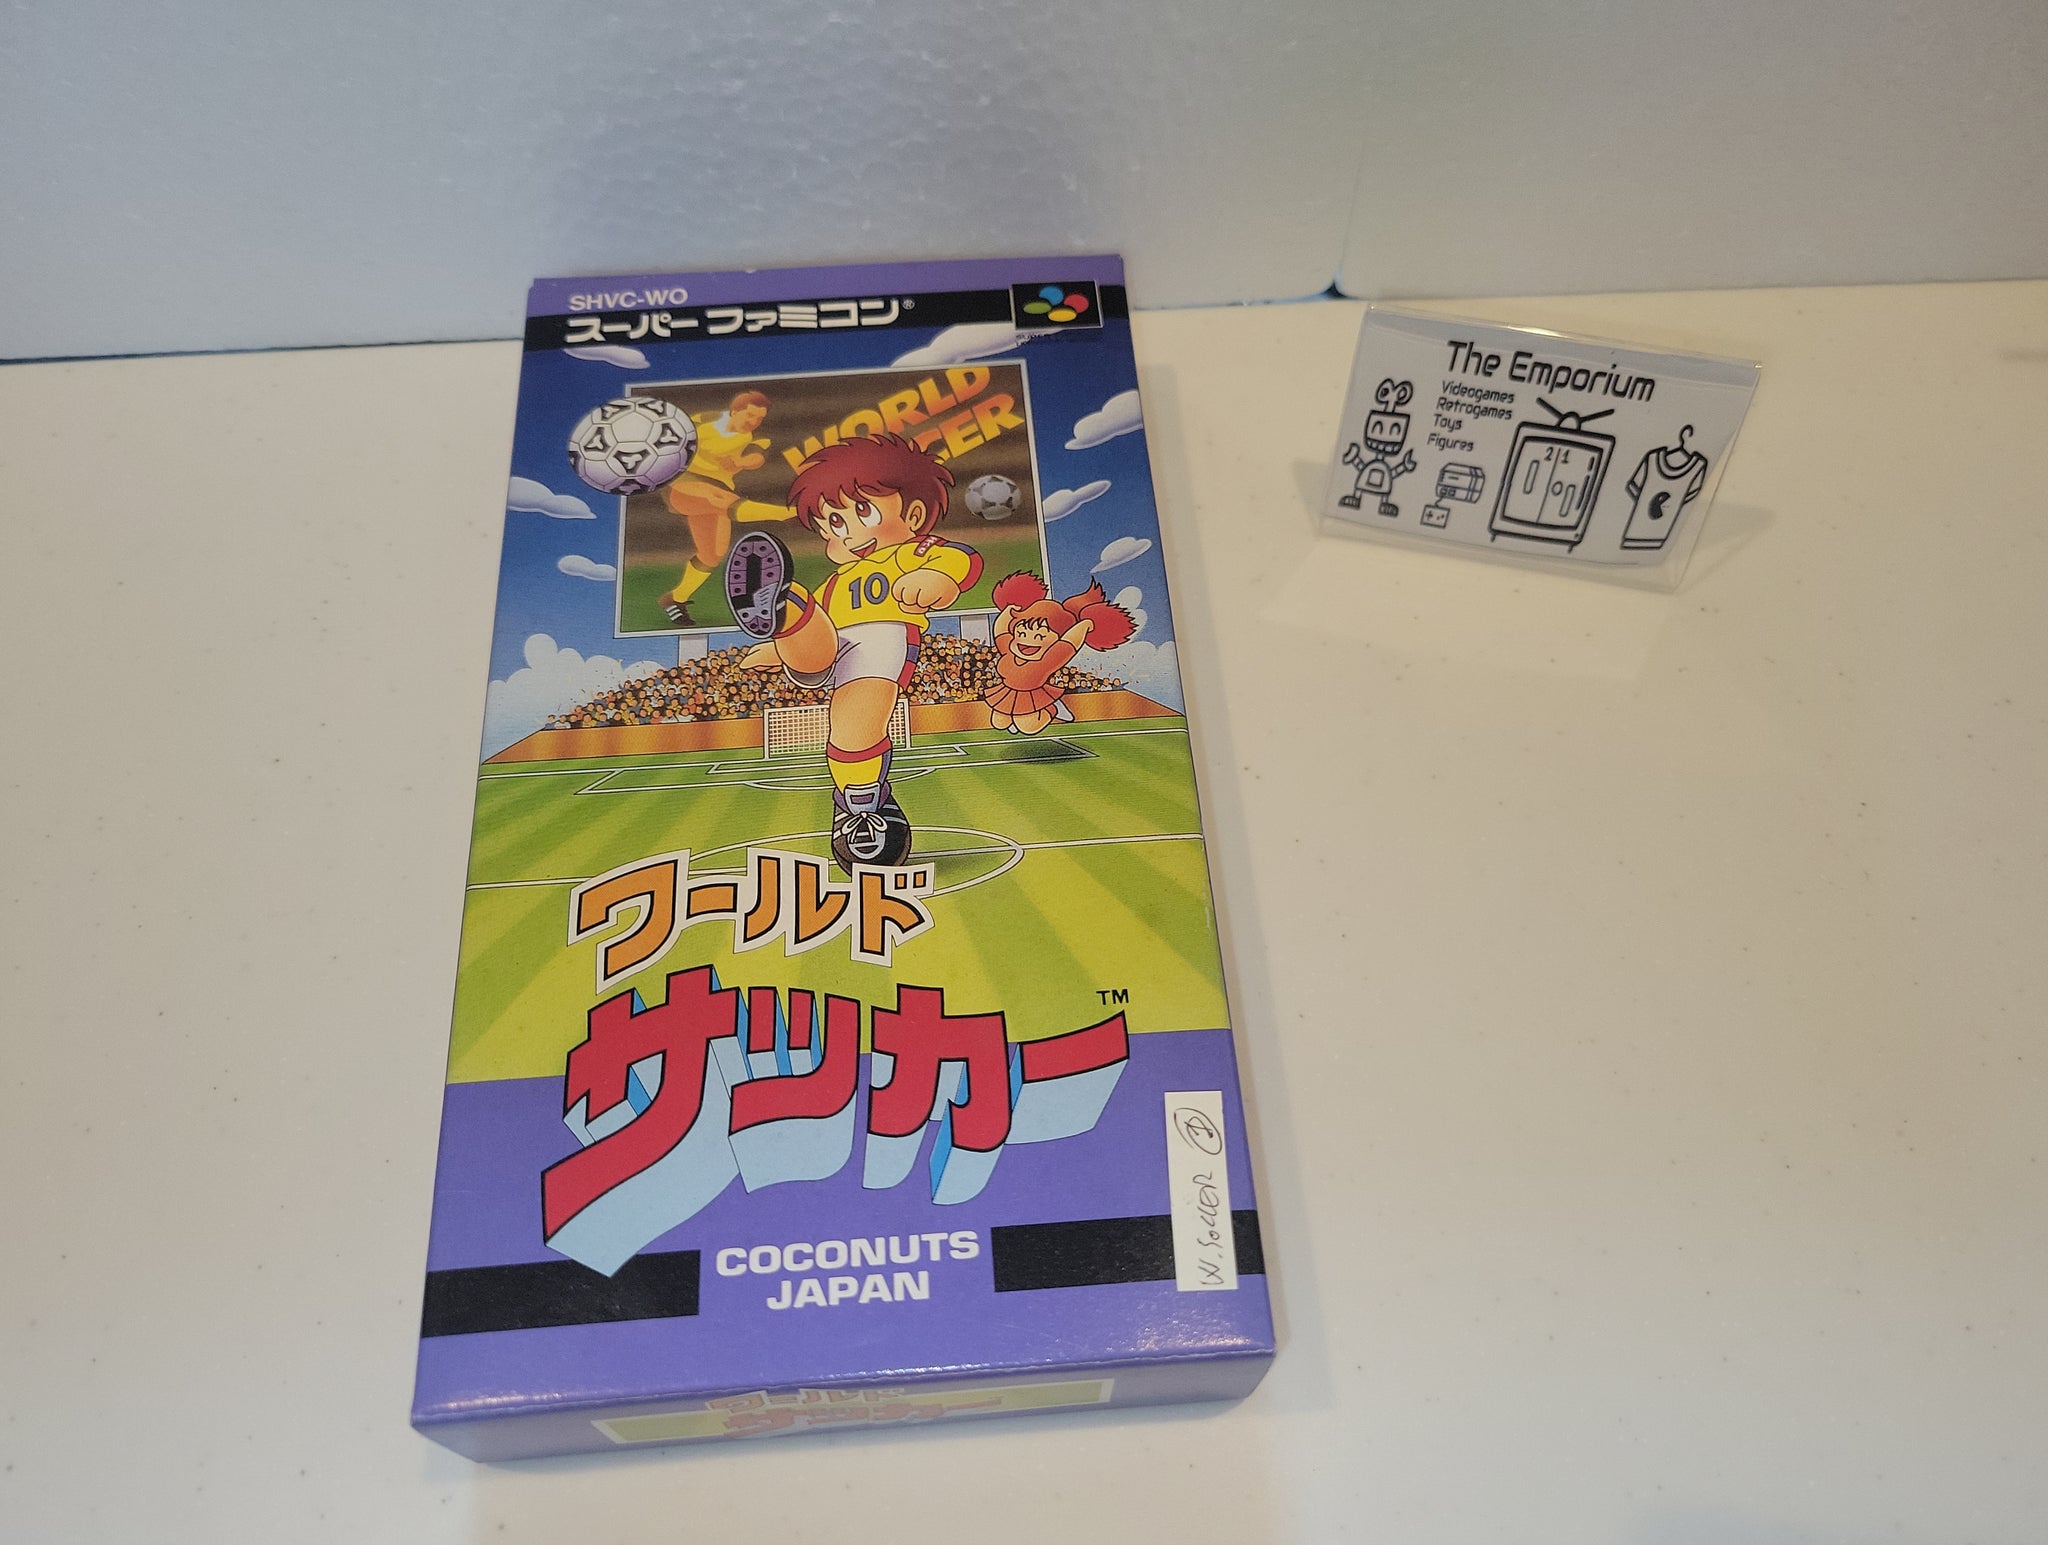 SHVC-WO
スーパーファミコン®
WORLD
CER
10
ワールド
サッカー
TM
COCONUTS
JAPAN
W. SOCCER
ワールド
サッカー
The Emporium
Videogames
Retrogames
Toys
Figures
21